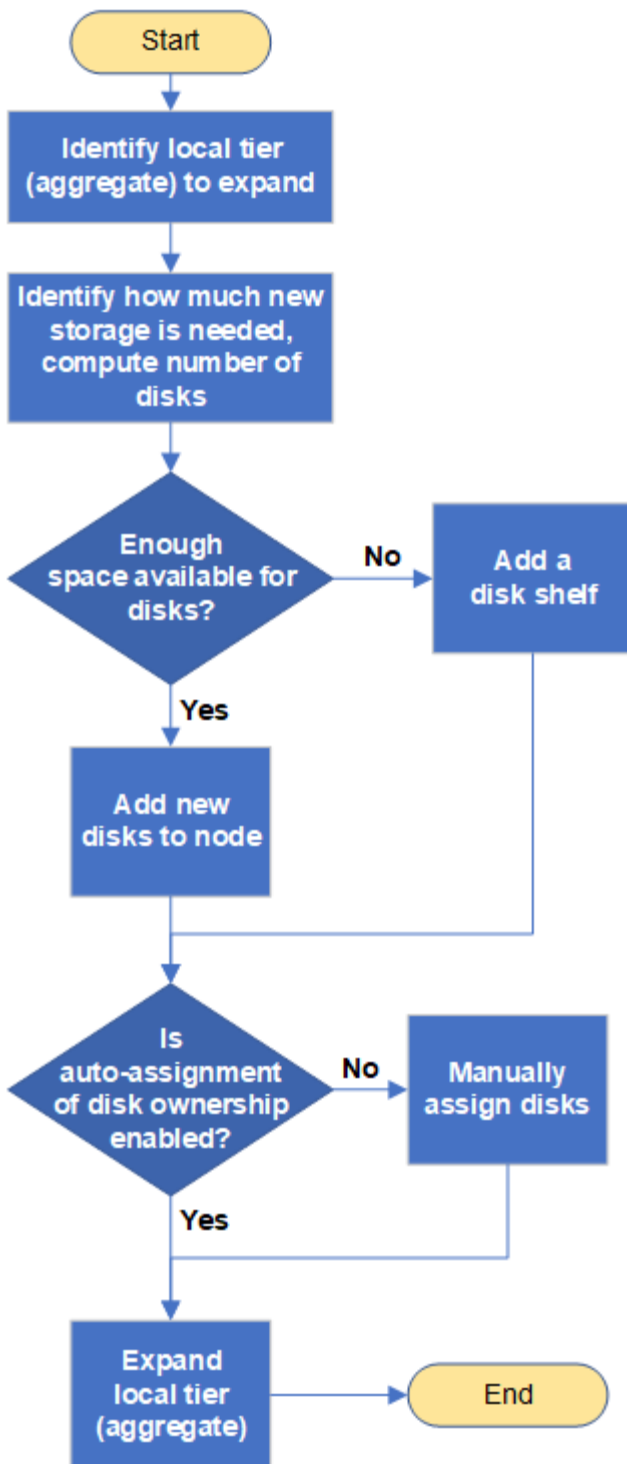 Start
Identify local tier
(aggregate) to expand
Identify how much new
storage is needed,
compute number of
disks
Enough
space available for
disks?
No
Add a
disk shelf
Yes
Add new
disks to node
Is
auto-assignment
of disk ownership
enabled?
No
Manually
assign disks
Yes
Expand
local tier
(aggregate)
End